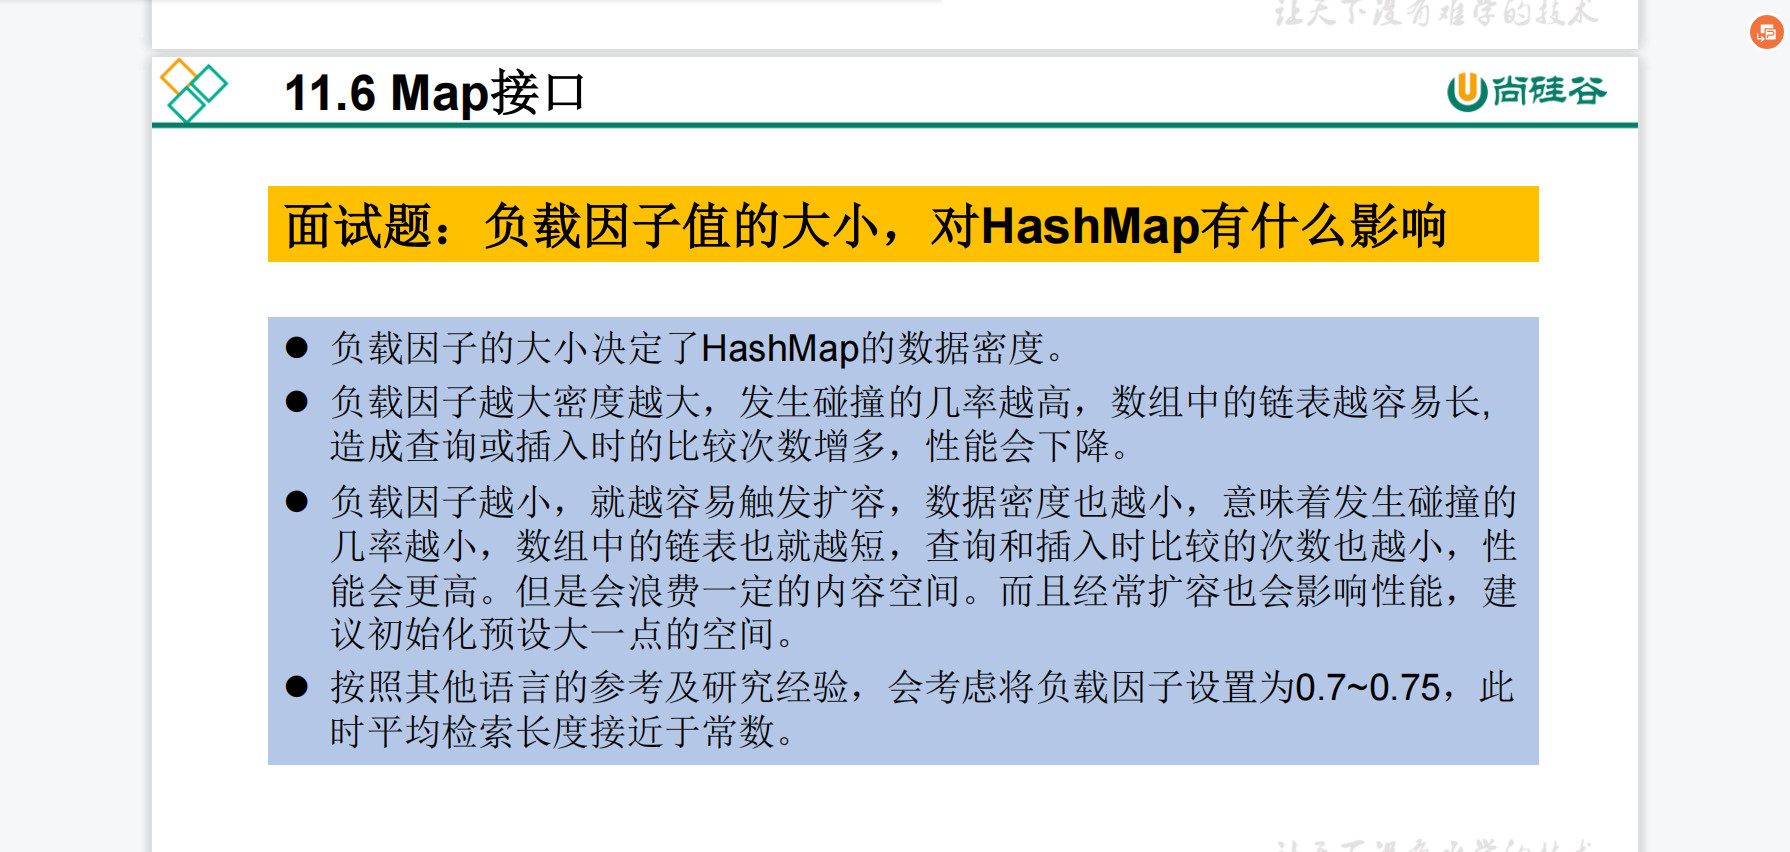 让天下没有难学的技术
11.6 Map接口
尚硅谷
面试题：负载因子值的大小，对HashMap有什么影响
● 负载因子的大小决定了HashMap的数据密度。
● 负载因子越大密度越大，发生碰撞的几率越高，数组中的链表越容易长,
造成查询或插入时的比较次数增多，性能会下降。
● 负载因子越小，就越容易触发扩容，数据密度也越小，意味着发生碰撞的
几率越小，数组中的链表也就越短，查询和插入时比较的次数也越小，性
能会更高。但是会浪费一定的内容空间。而且经常扩容也会影响性能，建
议初始化预设大一点的空间。
● 按照其他语言的参考及研究经验，会考虑将负载因子设置为0.7~0.75，此
时平均检索长度接近于常数。
让天下没有难学的技术